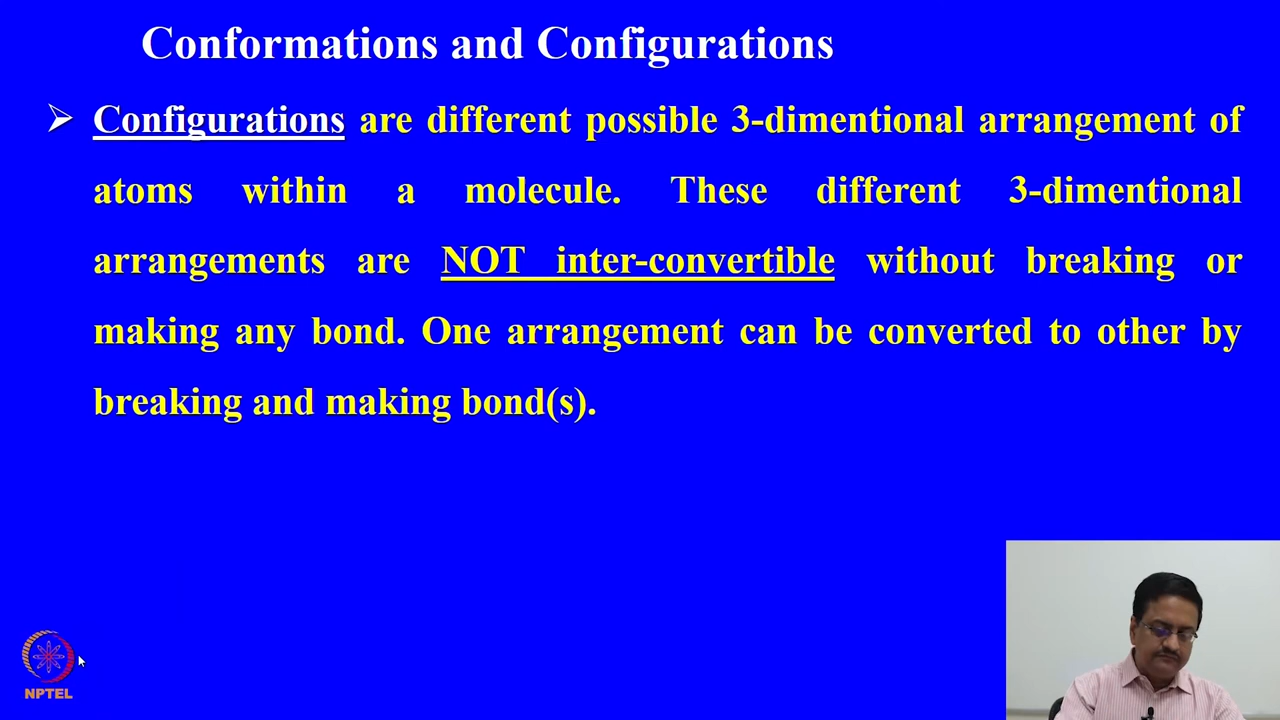 Conformations and Configurations
➢ Configurations are different possible 3-dimentional arrangement of
atoms within a molecule. These different 3-dimentional
arrangements are NOT inter-convertible without breaking or
making any bond. One arrangement can be converted to other by
breaking and making bond(s).
NPTEL